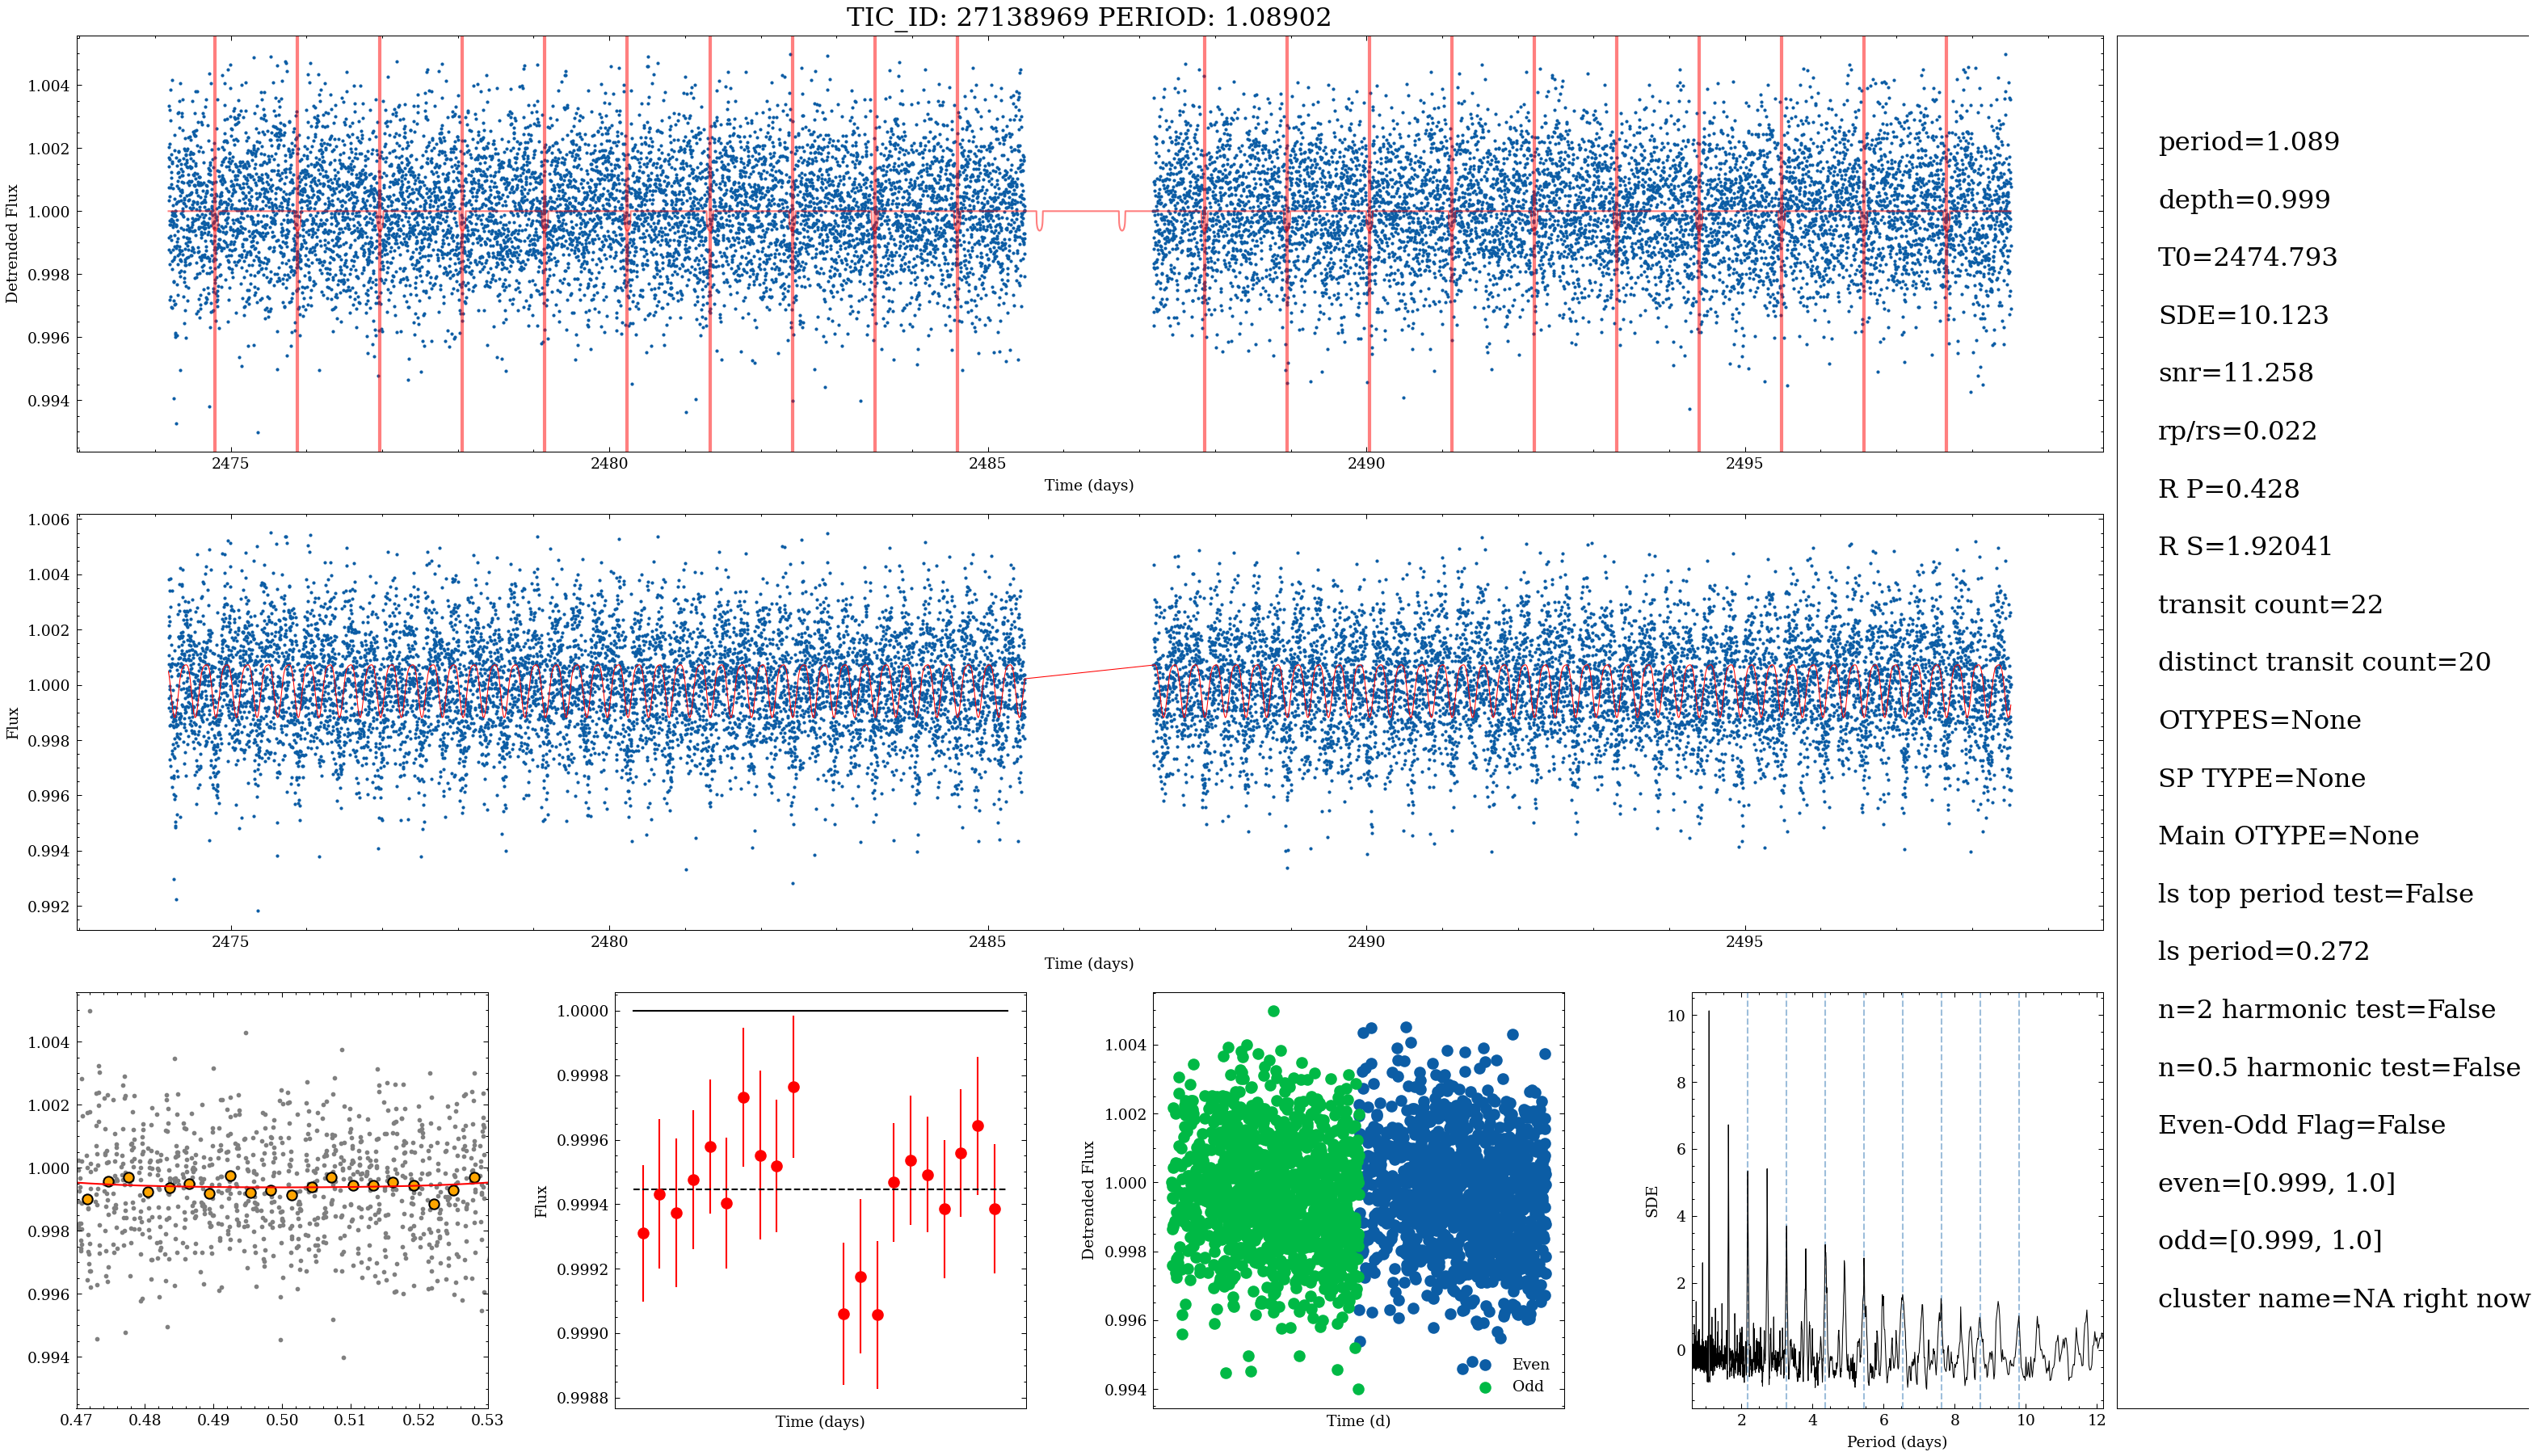 TIC_ID: 27138969 PERIOD: 1.08902
1.004
1.002
1.000
0.998
0.996
0.994
Detrended Flux
2475
2480
2485
2490
2495
Time (days)
1.006
1.004
1.002
1.000
0.998
0.996
0.994
0.992
Flux
2475
2480
2485
2490
2495
Time (days)
1.004
1.002
1.000
0.998
0.996
0.994
0.47
0.48
0.49
0.50
0.51
0.52
0.53
1.0000
0.9998
0.9996
0.9994
0.9992
0.9990
0.9988
Flux
Time (days)
1.004
1.002
1.000
0.998
0.996
0.994
Detrended Flux
Even
Odd
Time (d)
10
8
6
4
2
0
SDE
2
4
6
8
10
12
Period (days)
period=1.089
depth=0.999
T0=2474.793
SDE=10.123
snr=11.258
rp/rs=0.022
R P=0.428
R S=1.92041
transit count=22
distinct transit count=20
OTYPES=None
SP TYPE=None
Main OTYPE=None
ls top period test=False
ls period=0.272
n=2 harmonic test=False
n=0.5 harmonic test=False
Even-Odd Flag=False
even=[0.999, 1.0]
odd=[0.999, 1.0]
cluster name=NA right now